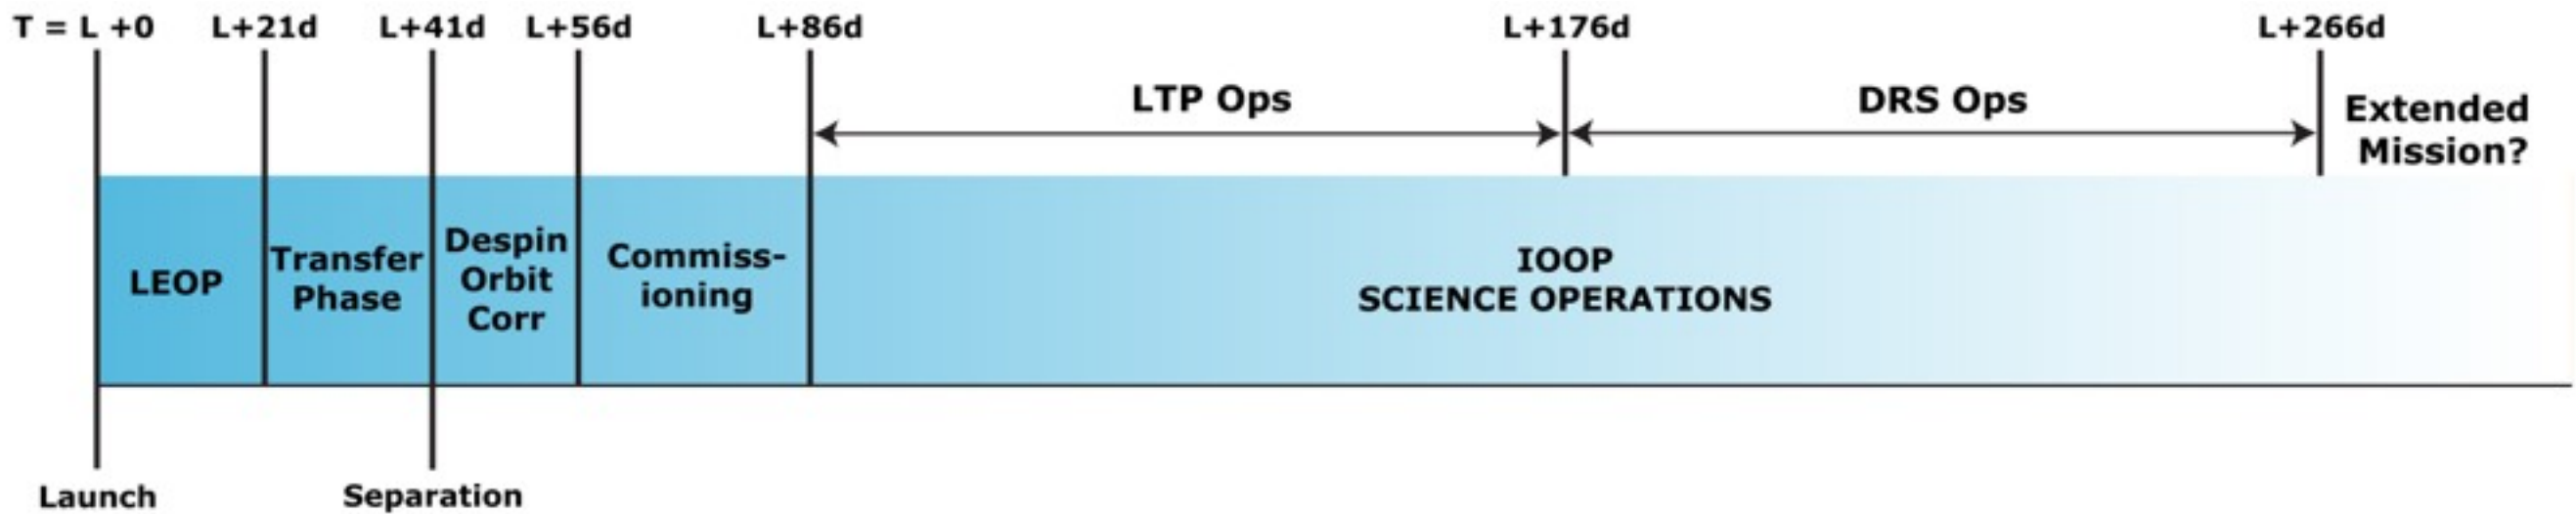 T = L +0
L+21d
L+41d
L+56d
L+86d
L+176d
L+266d
LTP Ops
DRS Ops
Extended
Mission?
LEOP
Transfer
Phase
Despin
Orbit
Corr
Commiss-
ioning
IOOP
SCIENCE OPERATIONS
Launch
Separation